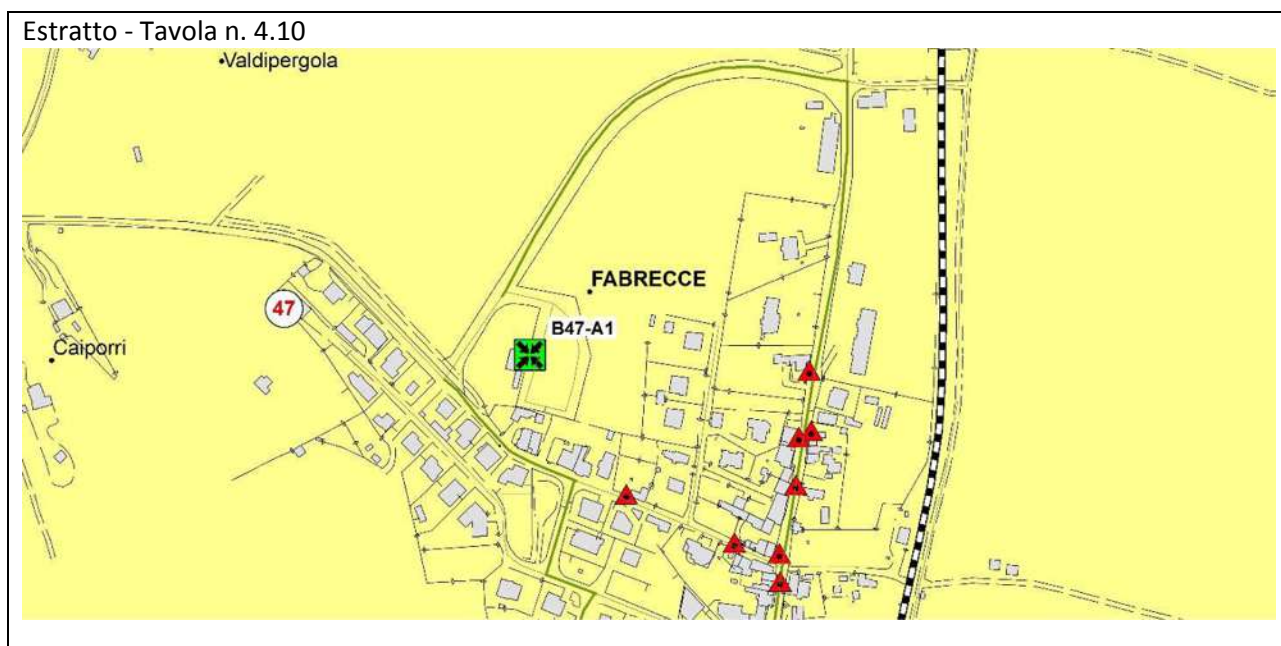 Estratto - Tavola n. 4.10
Valdipergola
FABRECCE
47
B47-A1
Caiporri